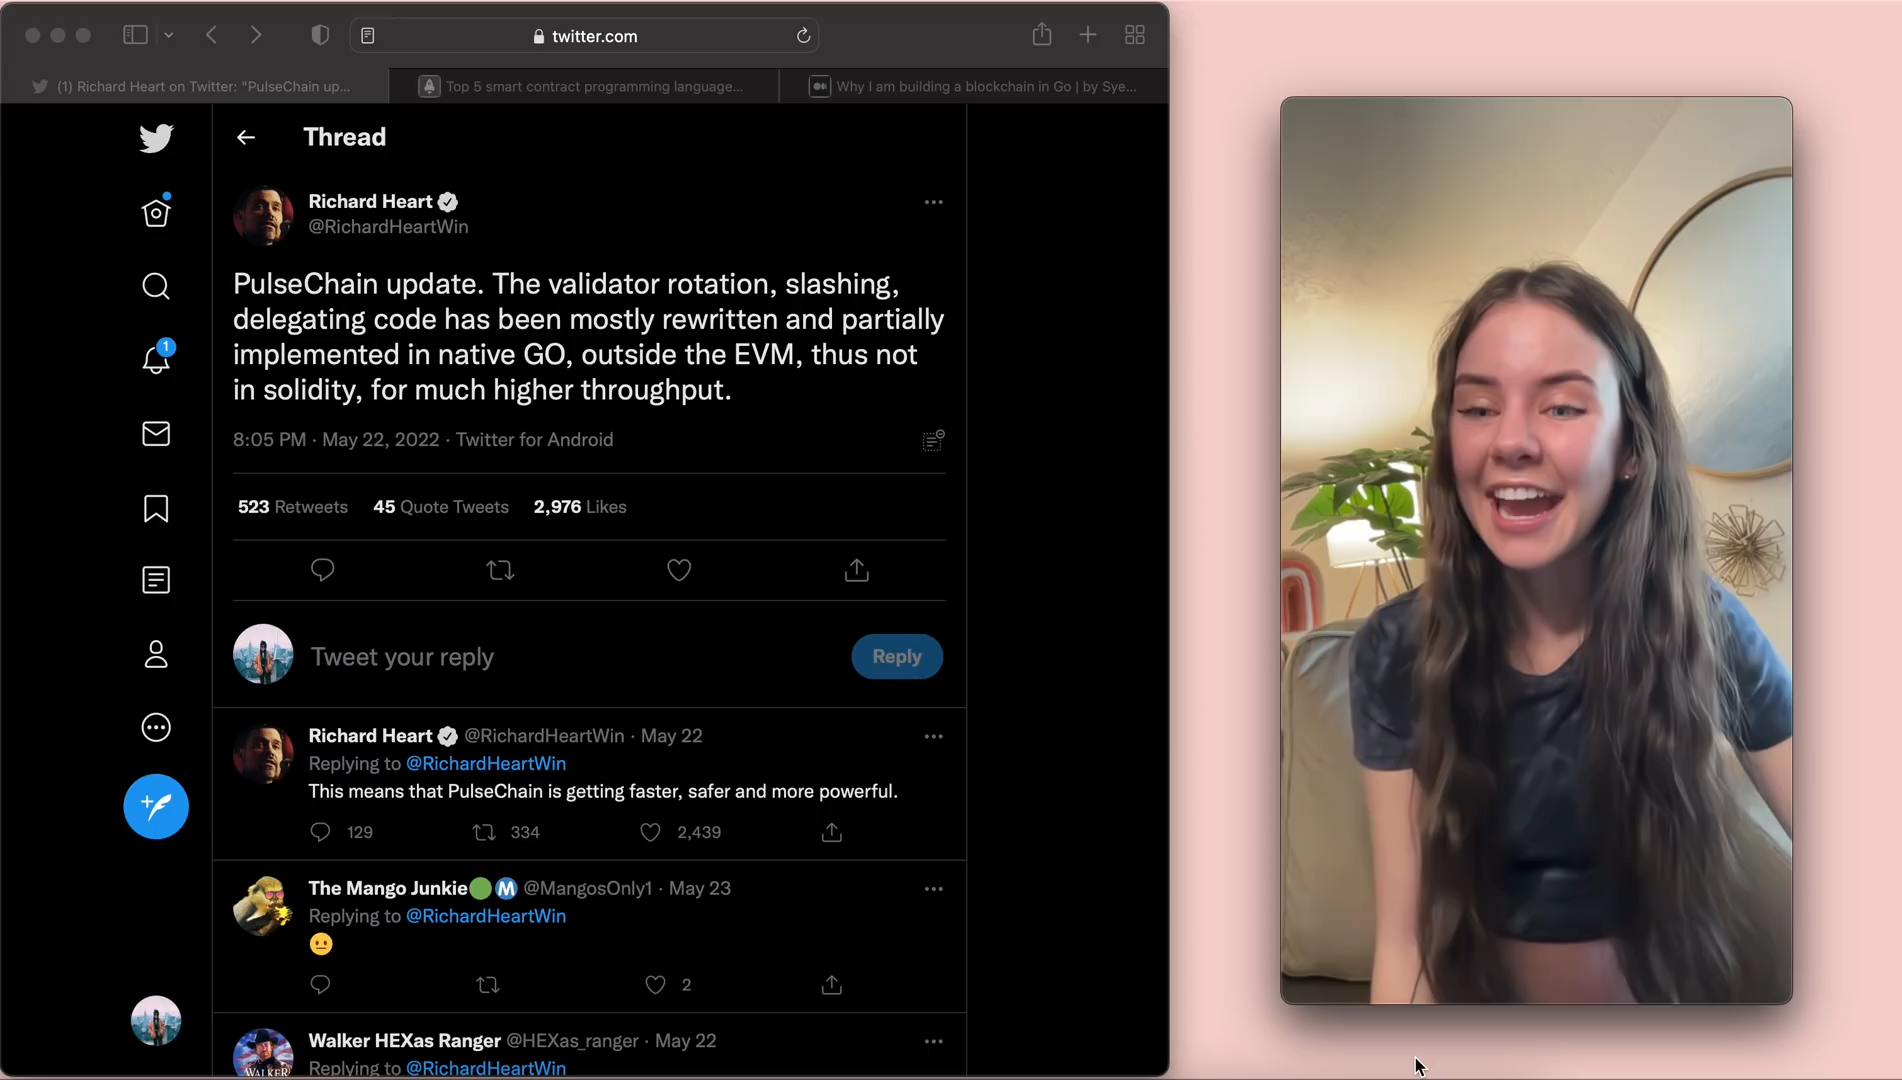 twitter.com
(1) Richard Heart on Twitter: "PulseChain up...
Top 5 smart contract programming language...
Why I am building a blockchain in Go | by Sye...
Thread
Richard Heart
@RichardHeartWin
PulseChain update. The validator rotation, slashing,
delegating code has been mostly rewritten and partially
implemented in native GO, outside the EVM, thus not
in solidity, for much higher throughput.
8:05 PM · May 22, 2022 · Twitter for Android
523 Retweets 45 Quote Tweets 2,976 Likes
1
Tweet your reply
Reply
Richard Heart @RichardHeartWin · May 22
Replying to @RichardHeartWin
This means that PulseChain is getting faster, safer and more powerful.
129 334 2,439
The Mango Junkie🟢Ⓜ️ @MangosOnly1 · May 23
Replying to @RichardHeartWin
😐
2
Walker HEXas Ranger @HEXas_ranger · May 22
Replying to @RichardHeartWin
WALKER